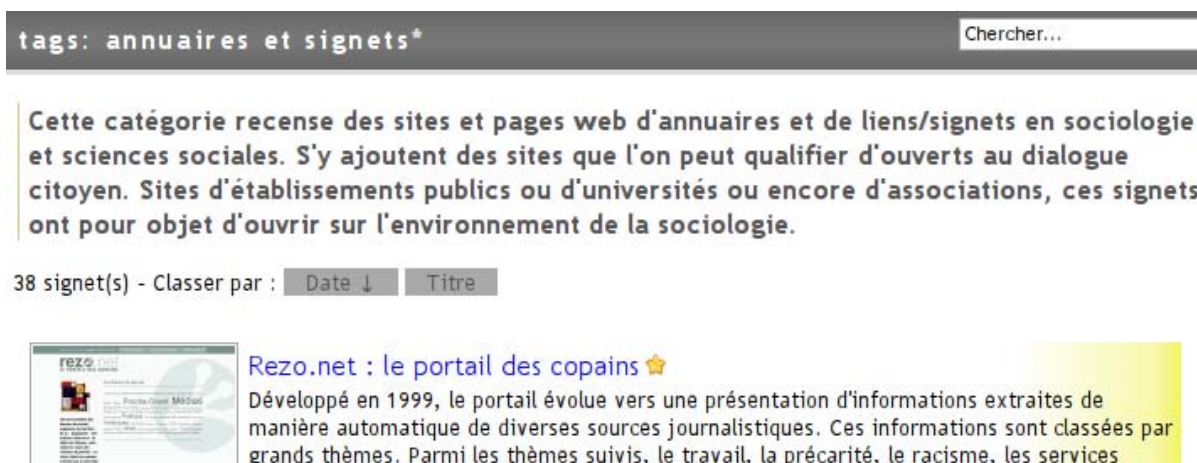 tags: annuaires et signets*
Chercher...
Cette catégorie recense des sites et pages web d'annuaires et de liens/signets en sociologie
et sciences sociales. S'y ajoutent des sites que l'on peut qualifier d'ouverts au dialogue
citoyen. Sites d'établissements publics ou d'universités ou encore d'associations, ces signets
ont pour objet d'ouvrir sur l'environnement de la sociologie.
38 signet(s) - Classer par : Date ↓ Titre
rezo.net
Rezo.net : le portail des copains
Développé en 1999, le portail évolue vers une présentation d'informations extraites de
manière automatique de diverses sources journalistiques. Ces informations sont classées par
grands thèmes. Parmi les thèmes suivis, le travail, la précarité, le racisme, les services